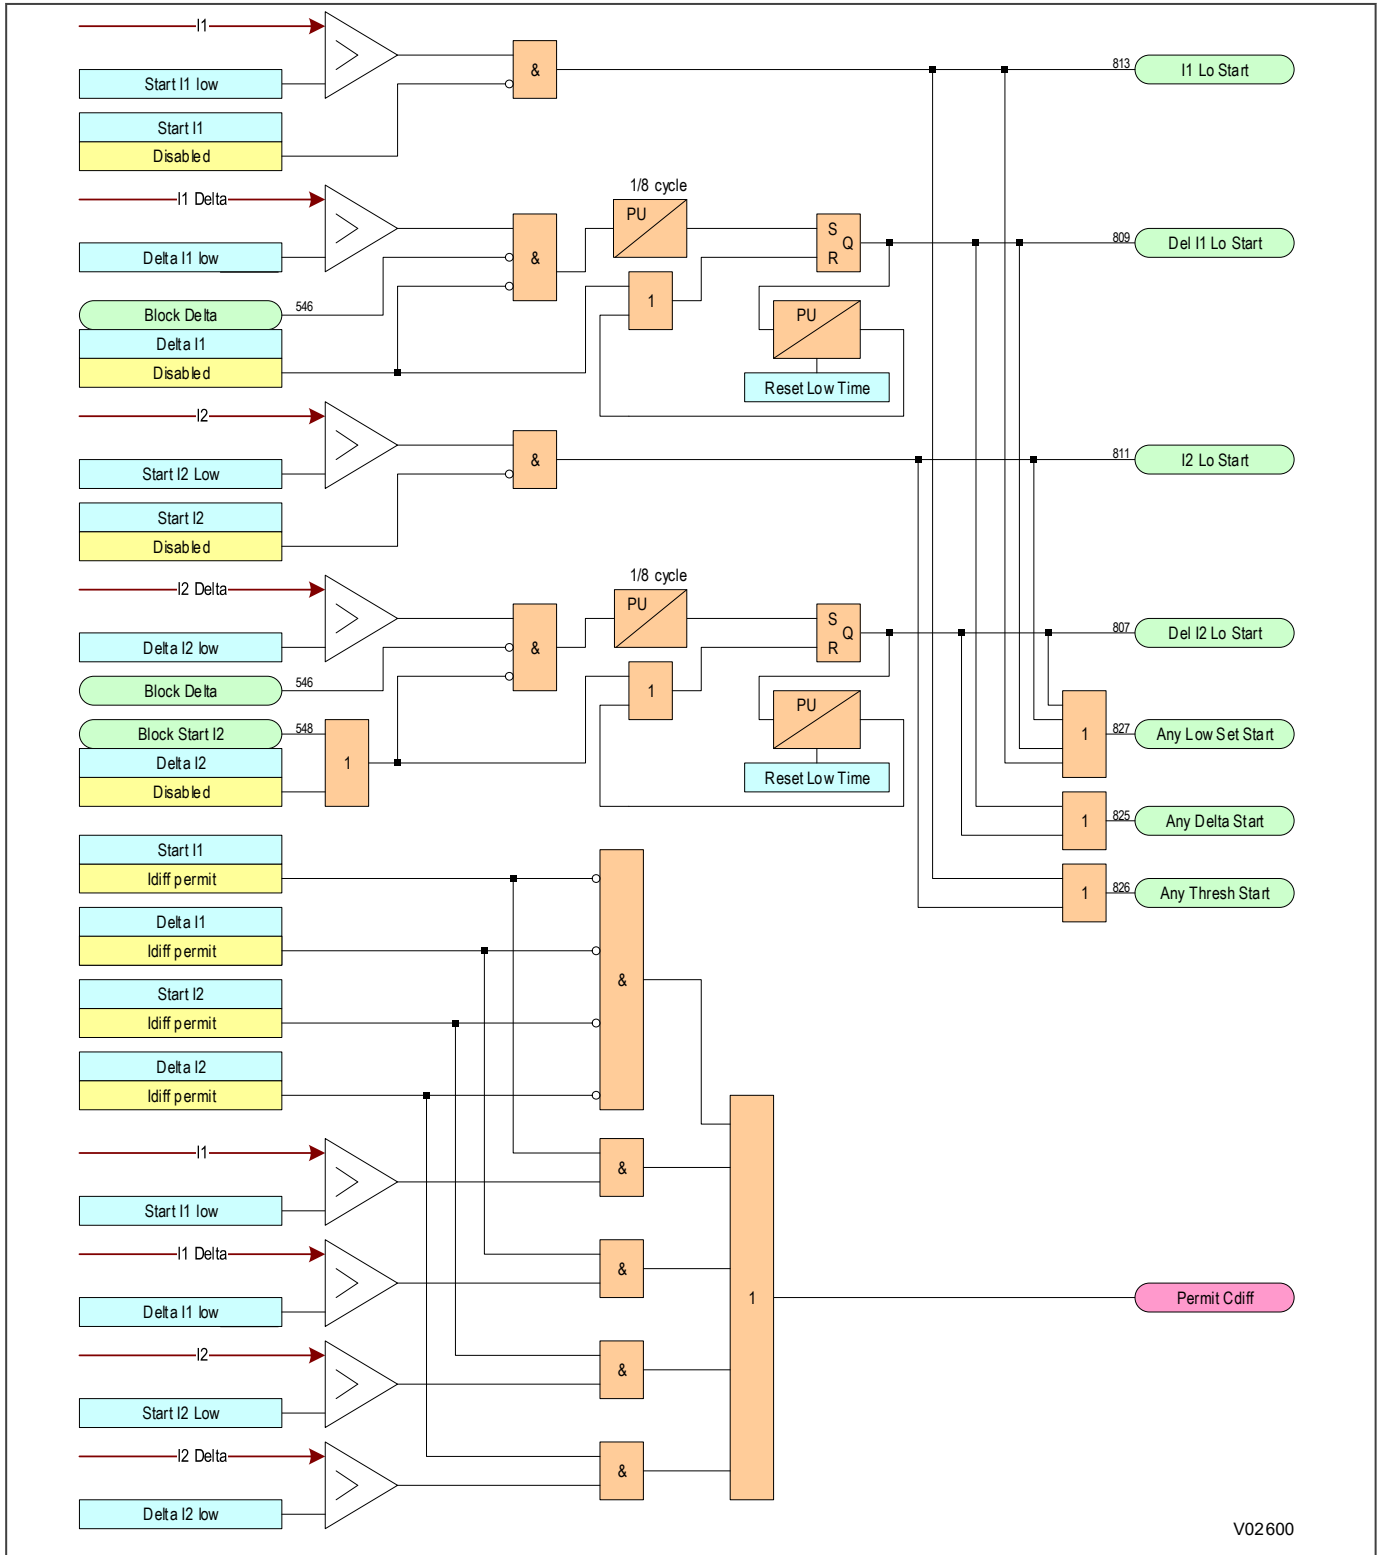 I1
Start I1 low
Start I1
Disabled
&
813
I1 Lo Start
I1 Delta
Delta I1 low
Block Delta
546
Delta I1
Disabled
&
1/8 cycle
PU
1
S
Q
R
PU
Reset Low Time
809
Del I1 Lo Start
I2
Start I2 Low
Start I2
Disabled
&
811
I2 Lo Start
I2 Delta
Delta I2 low
Block Delta
546
Block Start I2
548
Delta I2
Disabled
1
&
1/8 cycle
PU
1
S
Q
R
PU
Reset Low Time
807
Del I2 Lo Start
1
827
Any Low Set Start
1
825
Any Delta Start
1
826
Any Thresh Start
Start I1
Idiff permit
Delta I1
Idiff permit
Start I2
Idiff permit
Delta I2
Idiff permit
&
I1
Start I1 low
&
I1 Delta
Delta I1 low
&
I2
Start I2 Low
&
I2 Delta
Delta I2 low
&
1
Permit Cdiff
V02600